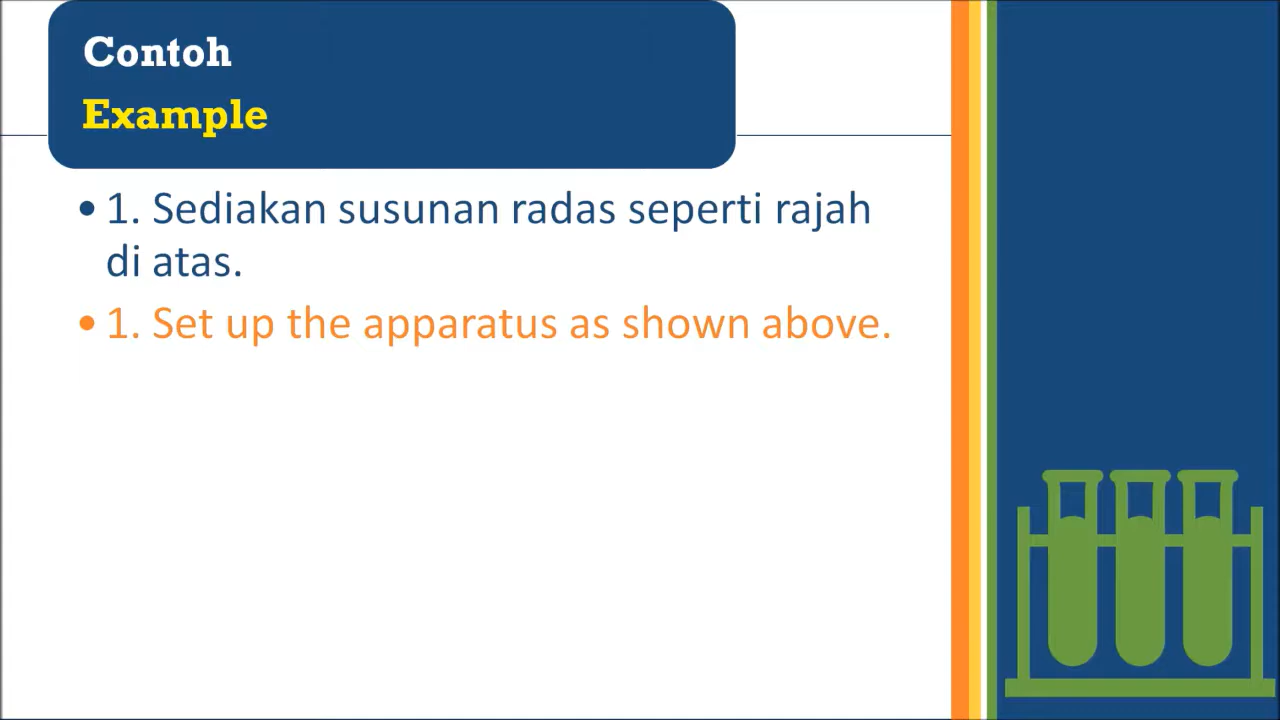 Contoh
Example
• 1. Sediakan susunan radas seperti rajah
di atas.
• 1. Set up the apparatus as shown above.